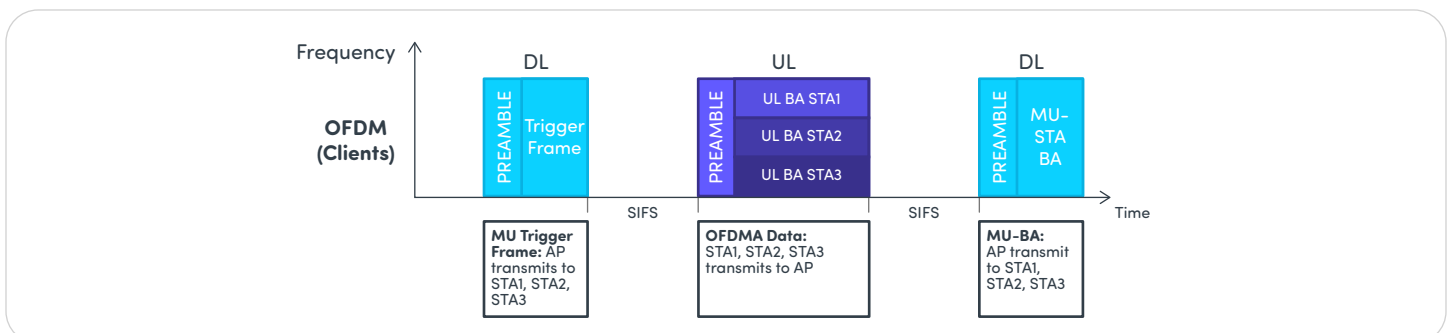 Frequency
DL
UL
DL
OFDM
(Clients)
PREAMBLE
Trigger
Frame
PREAMBLE
UL BA STA1
UL BA STA2
UL BA STA3
PREAMBLE
MU-
STA
BA
SIFS
SIFS
Time
MU Trigger
Frame: AP
transmits to
STA1, STA2,
STA3
OFDMA Data:
STA1, STA2, STA3
transmits to AP
MU-BA:
AP transmit
to STA1,
STA2, STA3